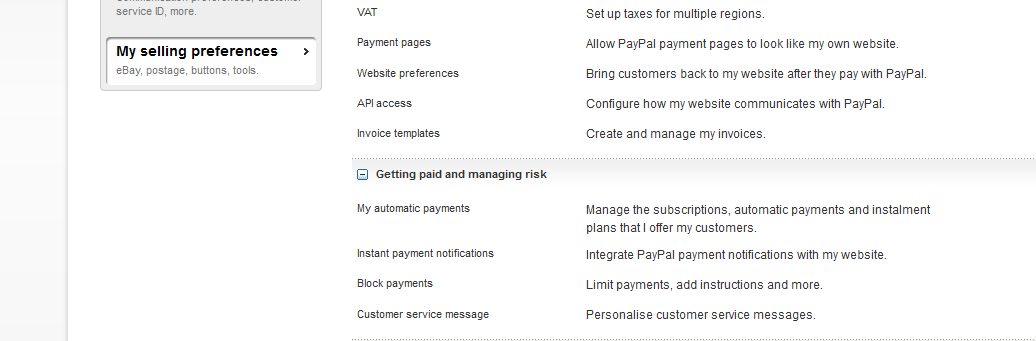 Communication preferences, customer
service ID, more.
My selling preferences
eBay, postage, buttons, tools.
VAT
Set up taxes for multiple regions.
Payment pages
Allow PayPal payment pages to look like my own website.
Website preferences
Bring customers back to my website after they pay with PayPal.
API access
Configure how my website communicates with PayPal.
Invoice templates
Create and manage my invoices.
Getting paid and managing risk
My automatic payments
Manage the subscriptions, automatic payments and instalment
plans that I offer my customers.
Instant payment notifications
Integrate PayPal payment notifications with my website.
Block payments
Limit payments, add instructions and more.
Customer service message
Personalise customer service messages.